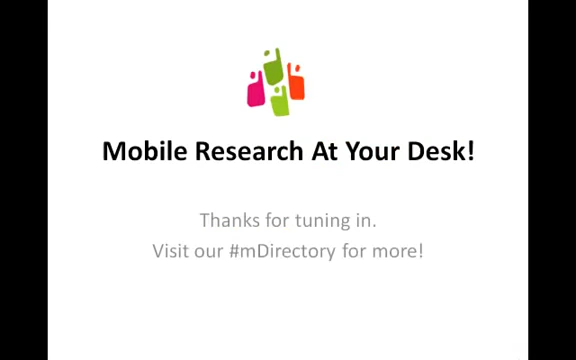 Mobile Research At Your Desk!
Thanks for tuning in.
Visit our #mDirectory for more!